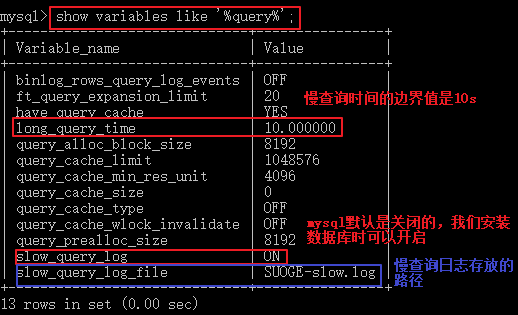 mysql> show variables like '%query%';
Variable_name | Value
binlog_rows_query_log_events | OFF
ft_query_expansion_limit | 20
慢查询时间的边界值是10s
have_query_cache | YES
long_query_time | 10.000000
query_alloc_block_size | 8192
query_cache_limit | 1048576
query_cache_min_res_unit | 4096
query_cache_size | 0
query_cache_type | OFF
query_cache_wlock_invalidate | OFF
query_prealloc_size | 8192
mysql默认是关闭的，我们安装
数据库时可以开启
slow_query_log | ON
slow_query_log_file | SUOGE-slow.log
慢查询日志存放的
路径
13 rows in set (0.00 sec)